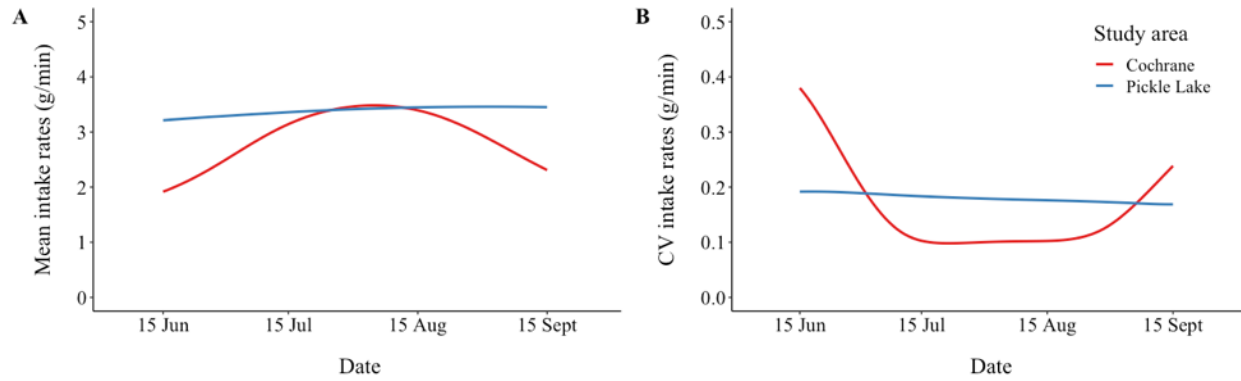 A
Mean intake rates (g/min)
5
4
3
2
1
0
15 Jun 15 Jul 15 Aug 15 Sept
Date
B
CV intake rates (g/min)
0.5
0.4
0.3
0.2
0.1
0.0
15 Jun 15 Jul 15 Aug 15 Sept
Date
Study area
Cochrane
Pickle Lake